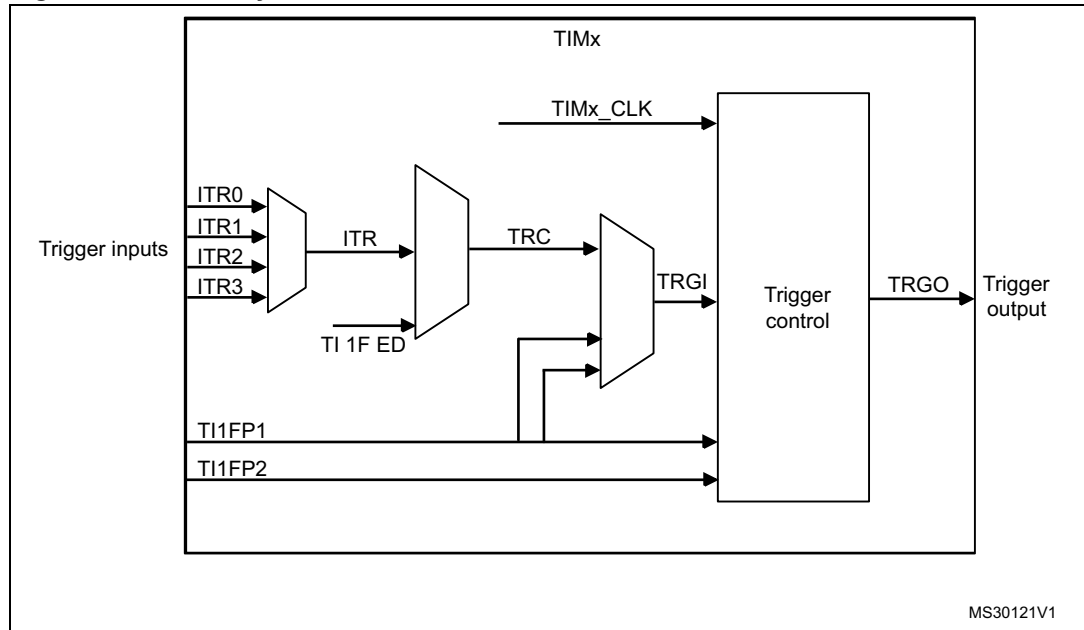 TIMx
TIMx_CLK
ITR0
ITR1
ITR2
ITR3
Trigger inputs
ITR
TRC
TI 1F ED
TRGI
Trigger
control
TRGO
Trigger
output
TI1FP1
TI1FP2
MS30121V1